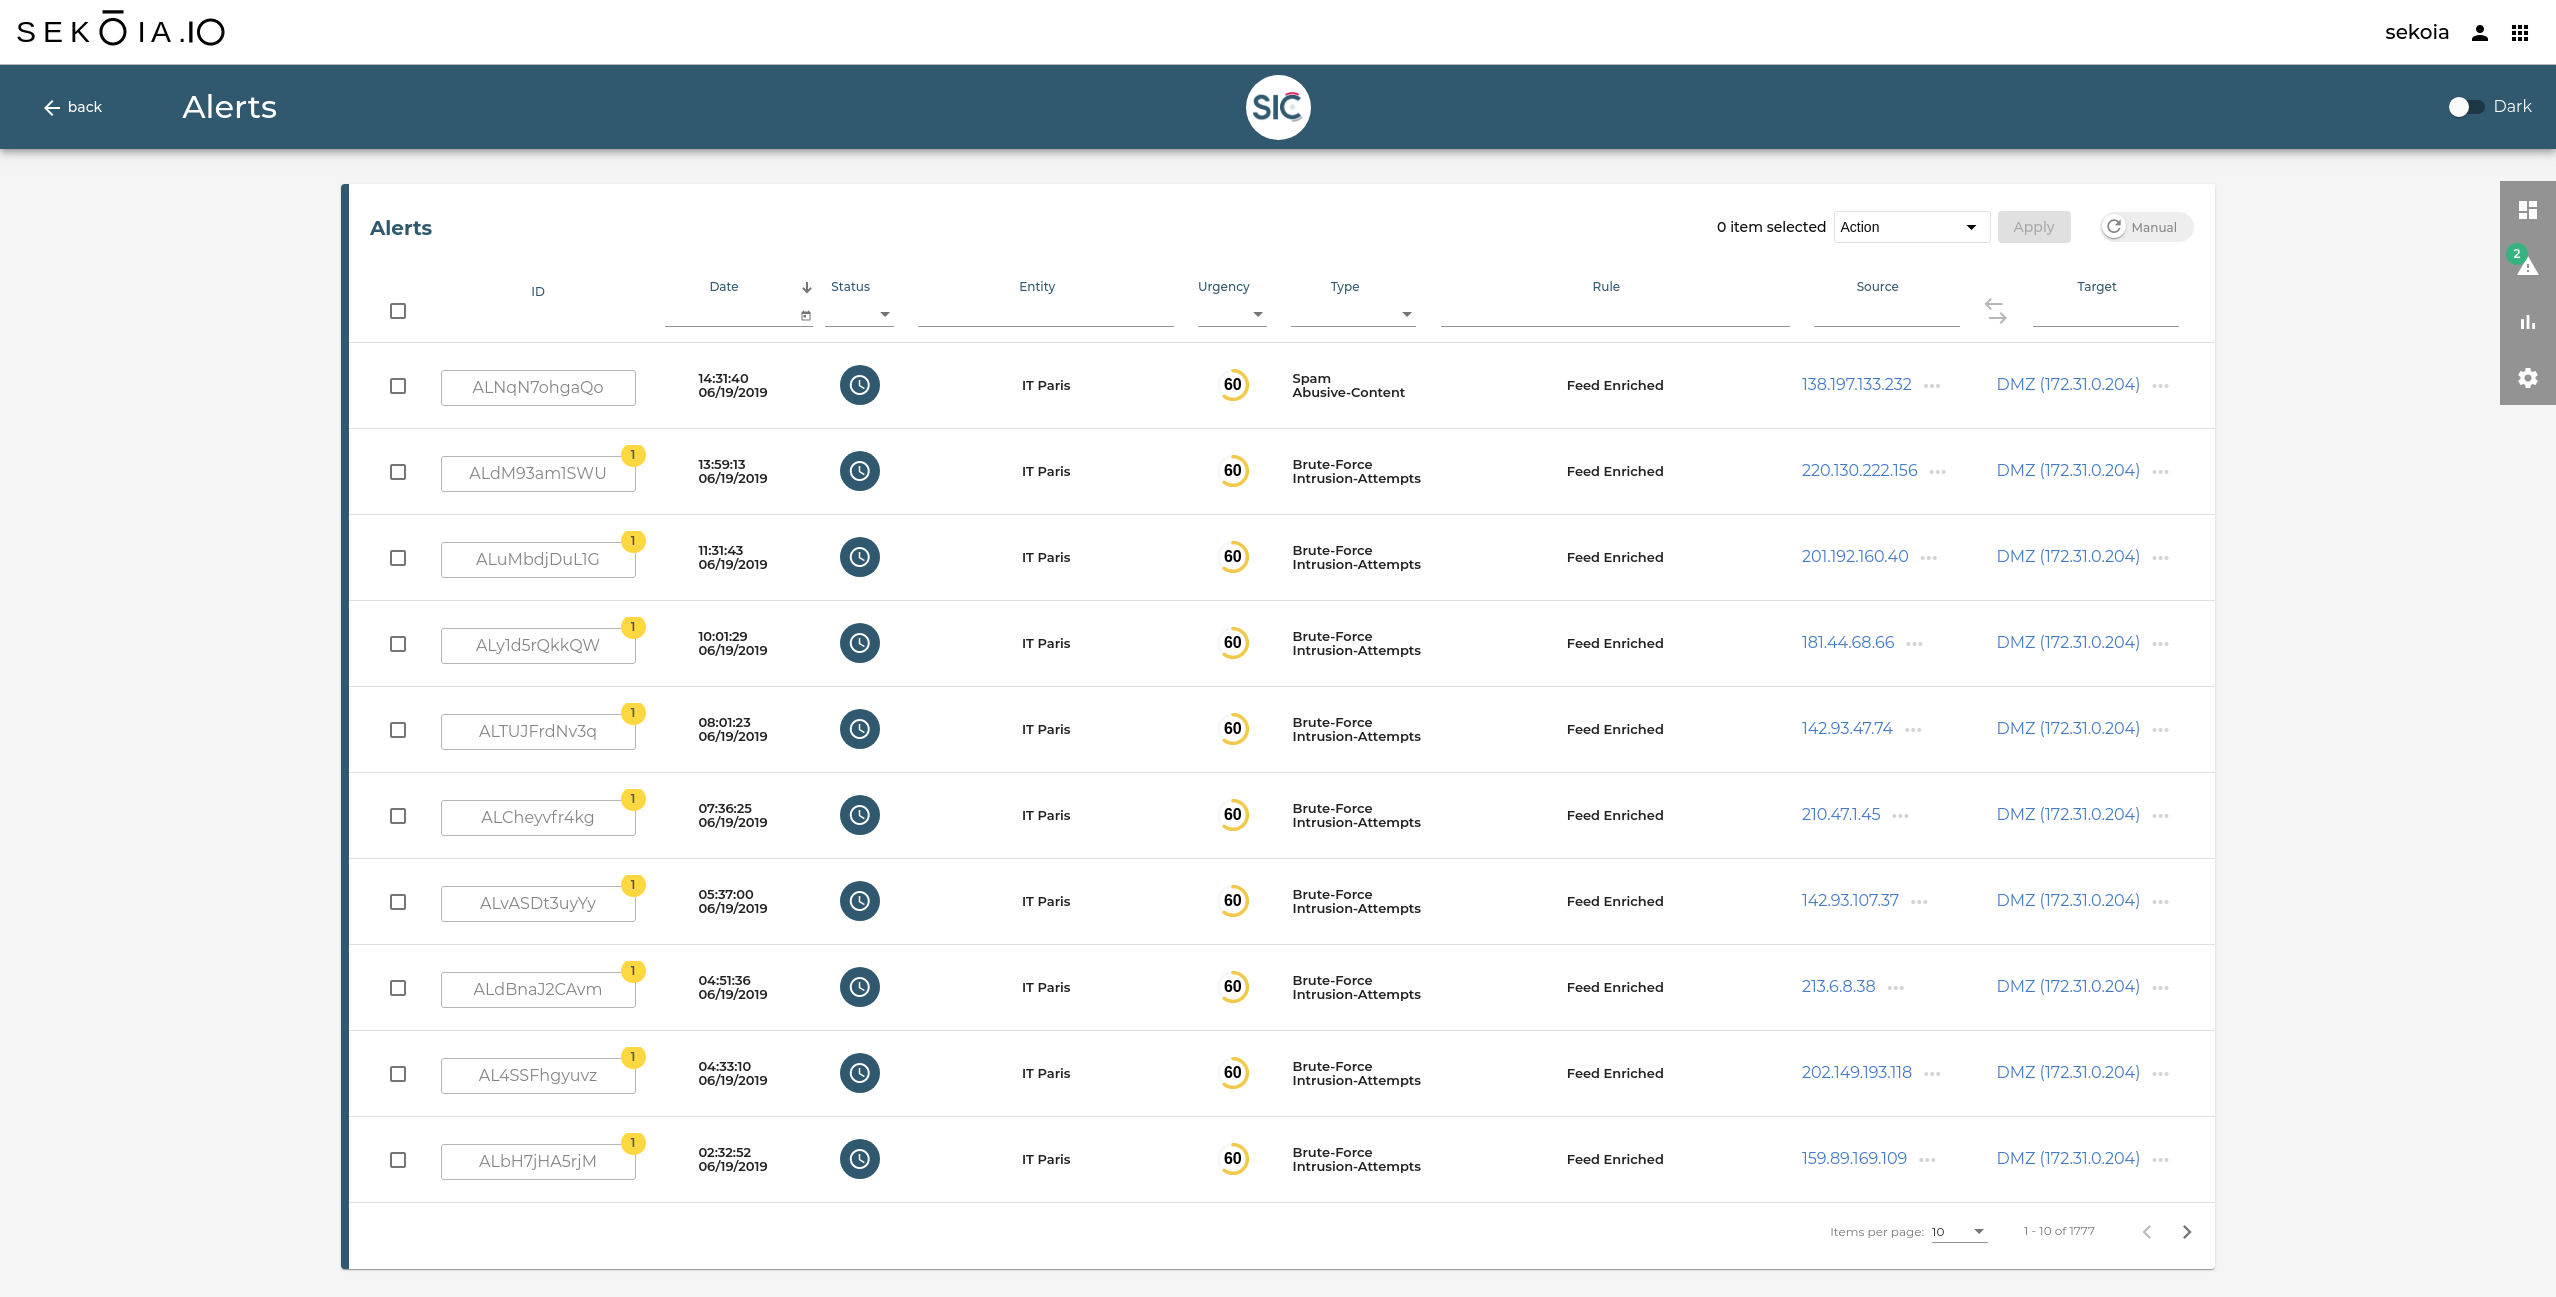 SEKŌIA.IO
sekoia
back
Alerts
SIC
Dark
Alerts
0 item selected Action Apply Manual
2
ID Date Status Entity Urgency Type Rule Source Target
ALNqN7ohgaQo 14:31:40 06/19/2019 IT Paris 60 Spam Abusive-Content Feed Enriched 138.197.133.232 DMZ (172.31.0.204)
1
ALdM93am1SWU 13:59:13 06/19/2019 IT Paris 60 Brute-Force Intrusion-Attempts Feed Enriched 220.130.222.156 DMZ (172.31.0.204)
1
ALuMbdjDuL1G 11:31:43 06/19/2019 IT Paris 60 Brute-Force Intrusion-Attempts Feed Enriched 201.192.160.40 DMZ (172.31.0.204)
1
ALy1d5rQkkQW 10:01:29 06/19/2019 IT Paris 60 Brute-Force Intrusion-Attempts Feed Enriched 181.44.68.66 DMZ (172.31.0.204)
1
ALTUJFrdNv3q 08:01:23 06/19/2019 IT Paris 60 Brute-Force Intrusion-Attempts Feed Enriched 142.93.47.74 DMZ (172.31.0.204)
1
ALCheyvfr4kg 07:36:25 06/19/2019 IT Paris 60 Brute-Force Intrusion-Attempts Feed Enriched 210.47.1.45 DMZ (172.31.0.204)
1
ALvASDt3uyYy 05:37:00 06/19/2019 IT Paris 60 Brute-Force Intrusion-Attempts Feed Enriched 142.93.107.37 DMZ (172.31.0.204)
1
ALdBnaJ2CAvm 04:51:36 06/19/2019 IT Paris 60 Brute-Force Intrusion-Attempts Feed Enriched 213.6.8.38 DMZ (172.31.0.204)
1
AL4SSFhgyuvz 04:33:10 06/19/2019 IT Paris 60 Brute-Force Intrusion-Attempts Feed Enriched 202.149.193.118 DMZ (172.31.0.204)
1
ALbH7jHA5rjM 02:32:52 06/19/2019 IT Paris 60 Brute-Force Intrusion-Attempts Feed Enriched 159.89.169.109 DMZ (172.31.0.204)
Items per page: 10 1 - 10 of 1777